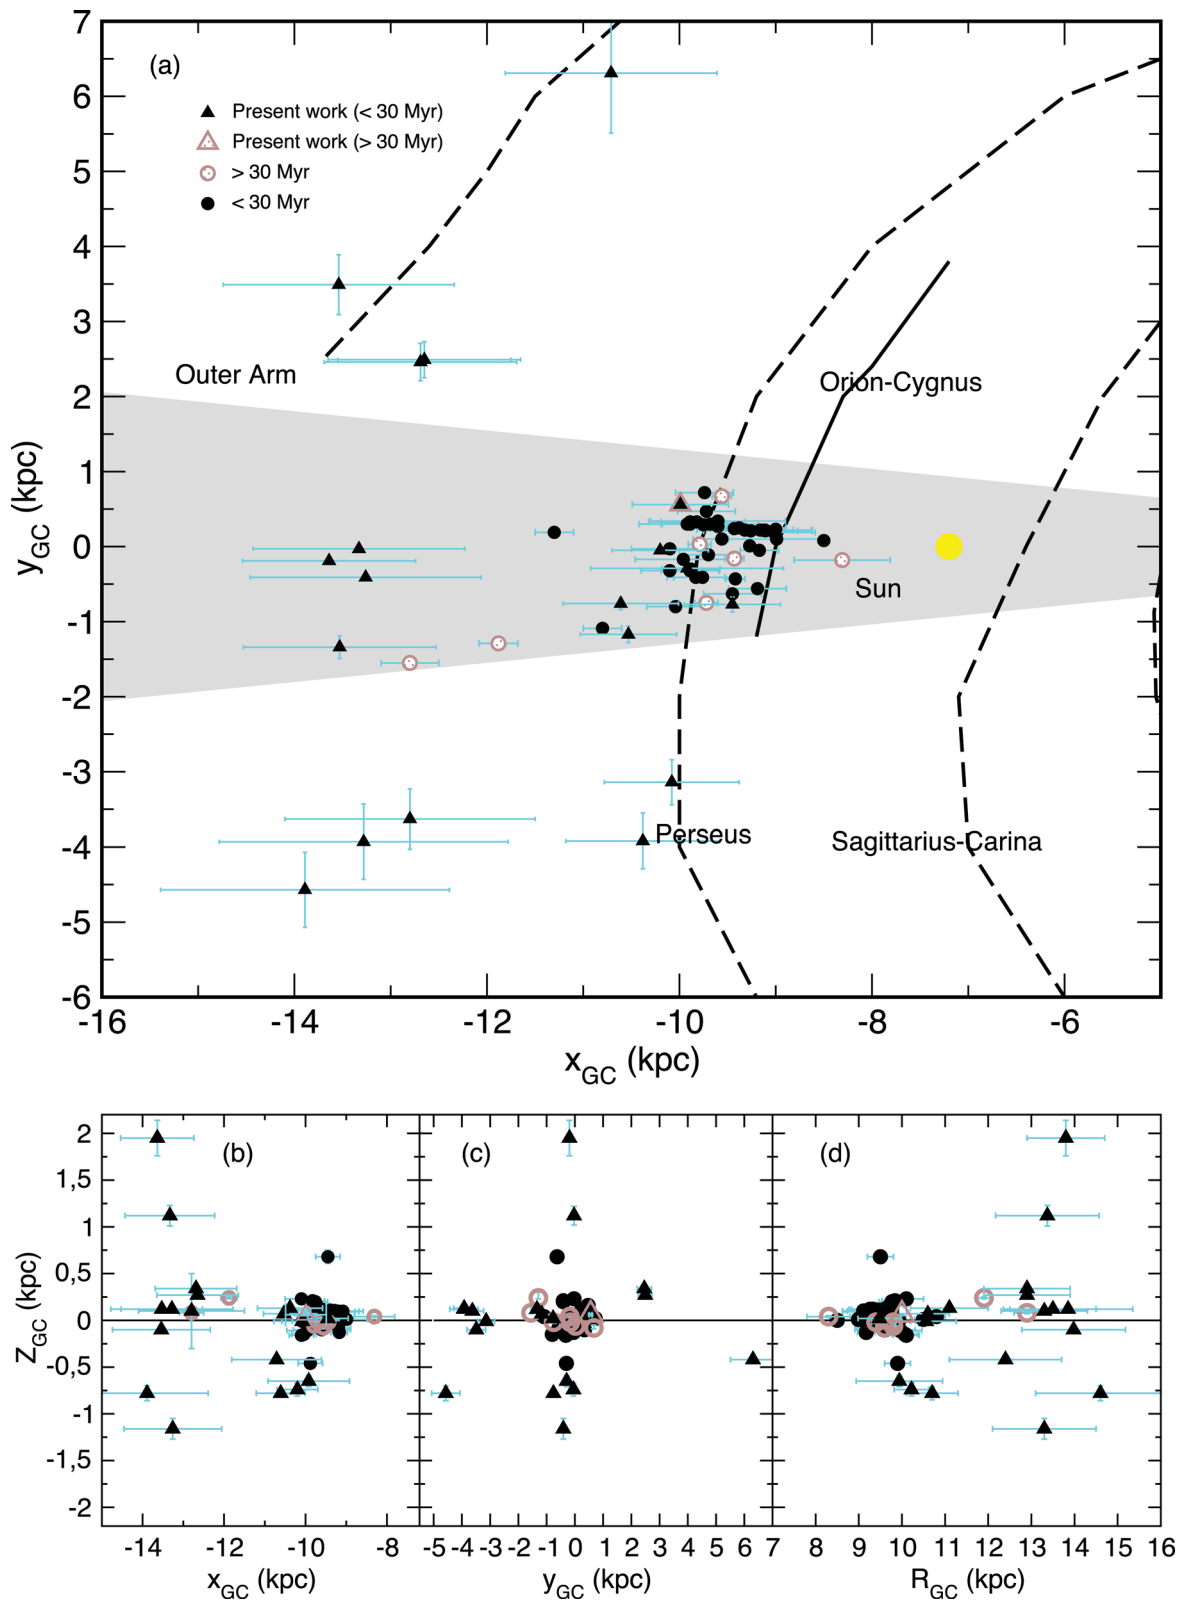 7
6
5
4
3
2
1
0
-1
-2
-3
-4
-5
-6
y_GC (kpc)
(a)
Present work (< 30 Myr)
Present work (> 30 Myr)
> 30 Myr
< 30 Myr
Outer Arm
Orion-Cygnus
Sun
Perseus
Sagittarius-Carina
-16 -14 -12 -10 -8 -6
x_GC (kpc)
2
1,5
1
0,5
0
-0,5
-1
-1,5
-2
Z_GC (kpc)
(b) (c) (d)
-14 -12 -10 -8 -5 -4 -3 -2 -1 0 1 2 3 4 5 6 7 8 9 10 11 12 13 14 15 16
x_GC (kpc) y_GC (kpc) R_GC (kpc)